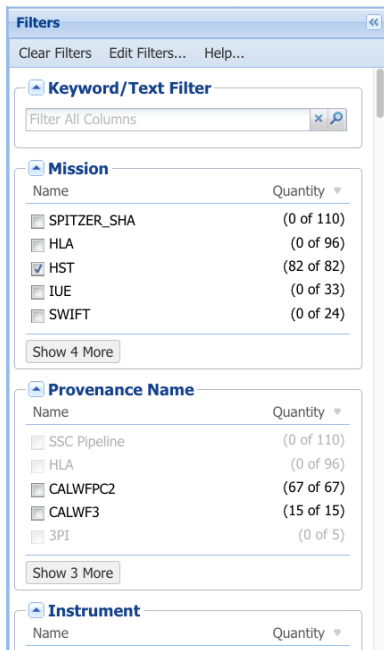 Filters
Clear Filters Edit Filters... Help...
Keyword/Text Filter
Filter All Columns
Mission
Name Quantity
SPITZER_SHA (0 of 110)
HLA (0 of 96)
HST (82 of 82)
IUE (0 of 33)
SWIFT (0 of 24)
Show 4 More
Provenance Name
Name Quantity
SSC Pipeline (0 of 110)
HLA (0 of 96)
CALWFPC2 (67 of 67)
CALWF3 (15 of 15)
3PI (0 of 5)
Show 3 More
Instrument
Name Quantity